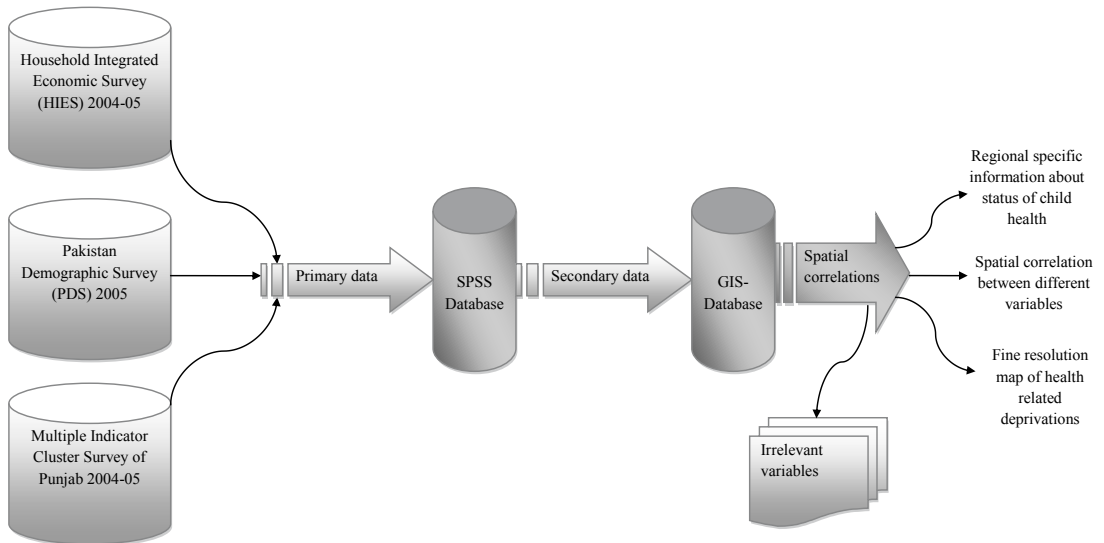 Household Integrated
Economic Survey
(HIES) 2004-05
Pakistan
Demographic Survey
(PDS) 2005
Multiple Indicator
Cluster Survey of
Punjab 2004-05
Primary data
SPSS
Database
Secondary data
GIS-
Database
Spatial
correlations
Regional specific
information about
status of child
health
Spatial correlation
between different
variables
Fine resolution
map of health
related
deprivations
Irrelevant
variables